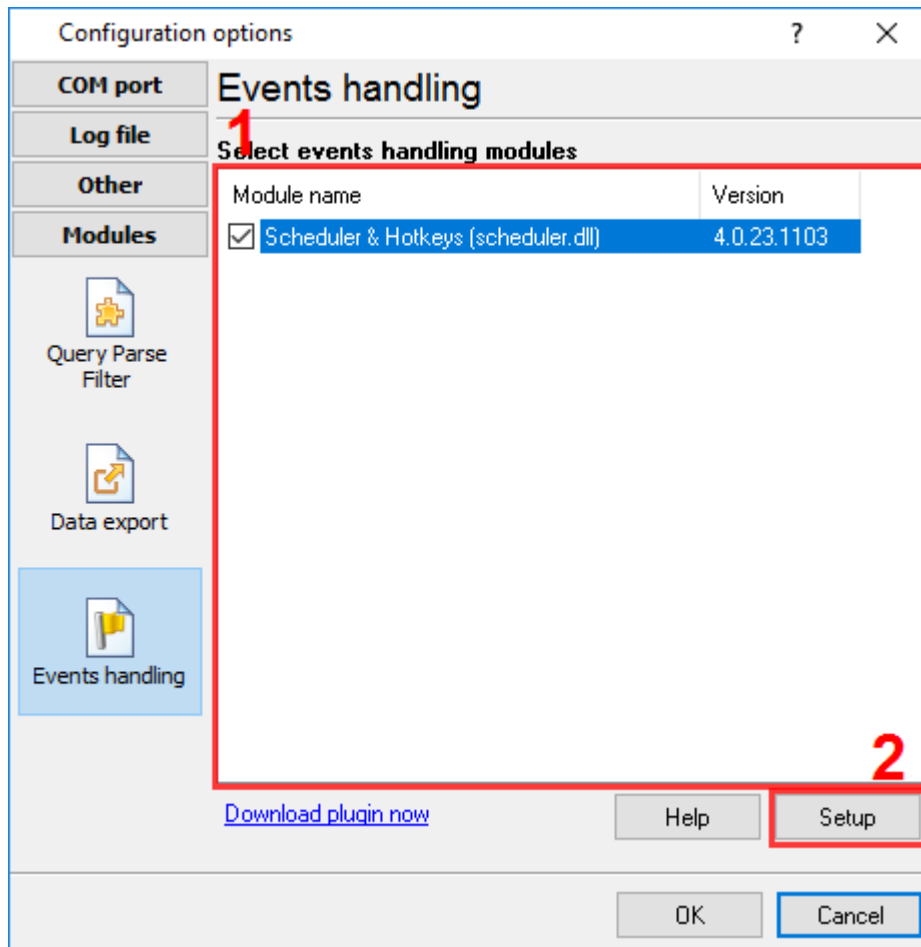 Configuration options ?
COM port
Log file
Other
Modules
Query Parse
Filter
Data export
Events handling
Events handling
1
Select events handling modules
Module name Version
Scheduler & Hotkeys (scheduler.dll) 4.0.23.1103
2
Download plugin now Help Setup
OK Cancel